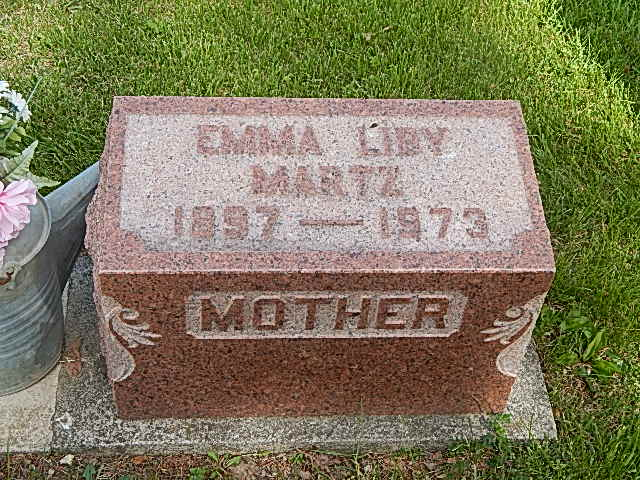 EMMA LIBY
MARTZ
1897 — 1973
MOTHER